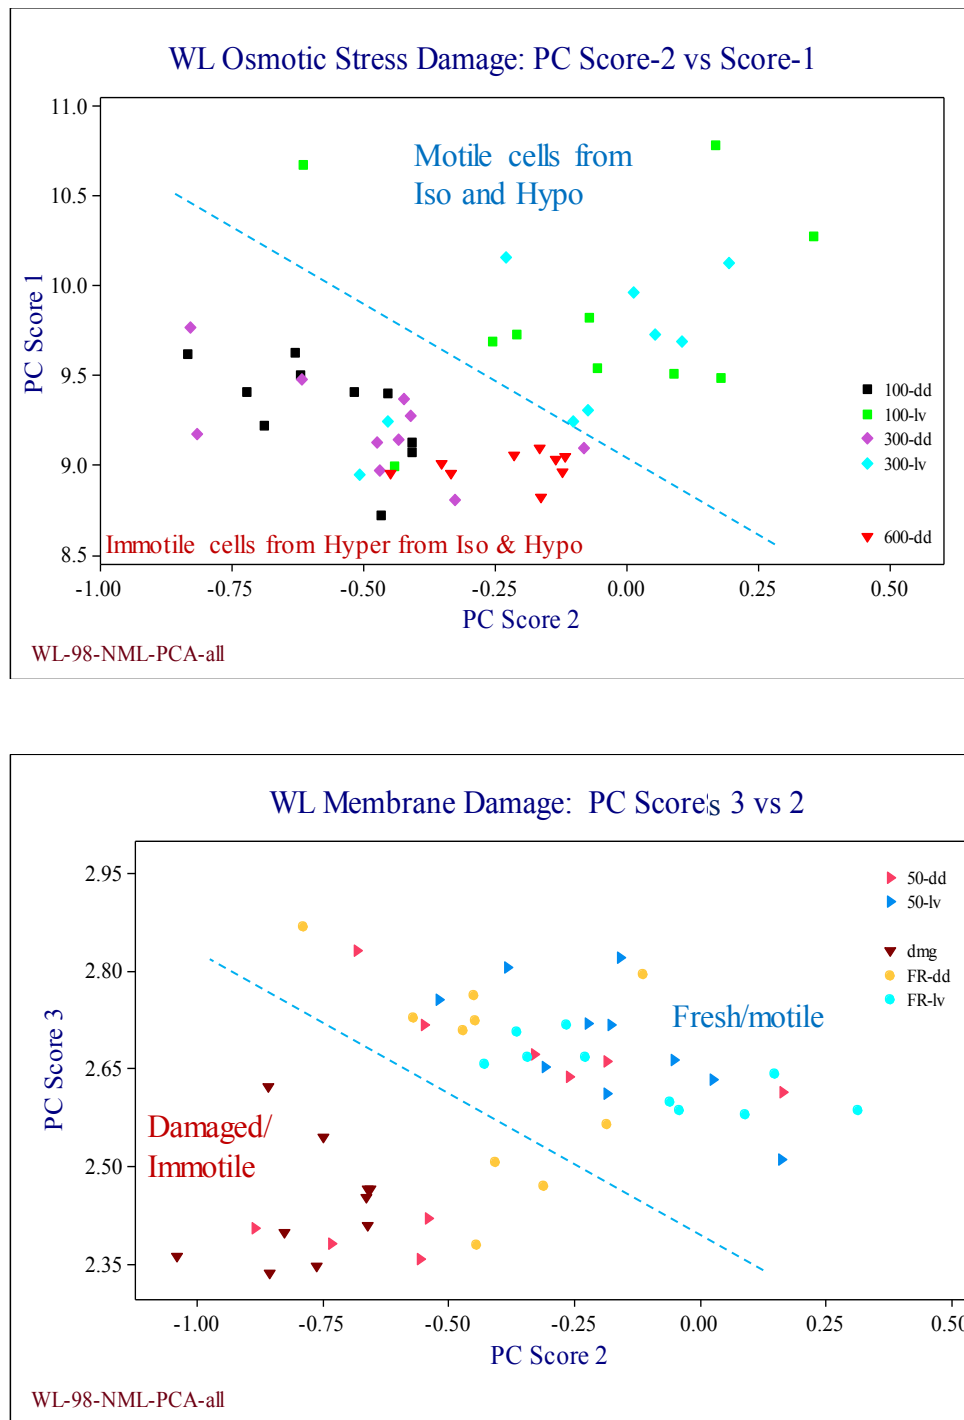 WL Osmotic Stress Damage: PC Score-2 vs Score-1
11.0
10.5
10.0
9.5
9.0
8.5
PC Score 1
Motile cells from
Iso and Hypo
100-dd
100-lv
300-dd
300-lv
600-dd
Immotile cells from Hyper from Iso & Hypo
-1.00
-0.75
-0.50
-0.25
0.00
0.25
0.50
PC Score 2
WL-98-NML-PCA-all
WL Membrane Damage: PC Score's 3 vs 2
2.95
2.80
2.65
2.50
2.35
PC Score 3
50-dd
50-lv
dmg
FR-dd
FR-lv
Fresh/motile
Damaged/
Immotile
-1.00
-0.75
-0.50
-0.25
0.00
0.25
0.50
PC Score 2
WL-98-NML-PCA-all